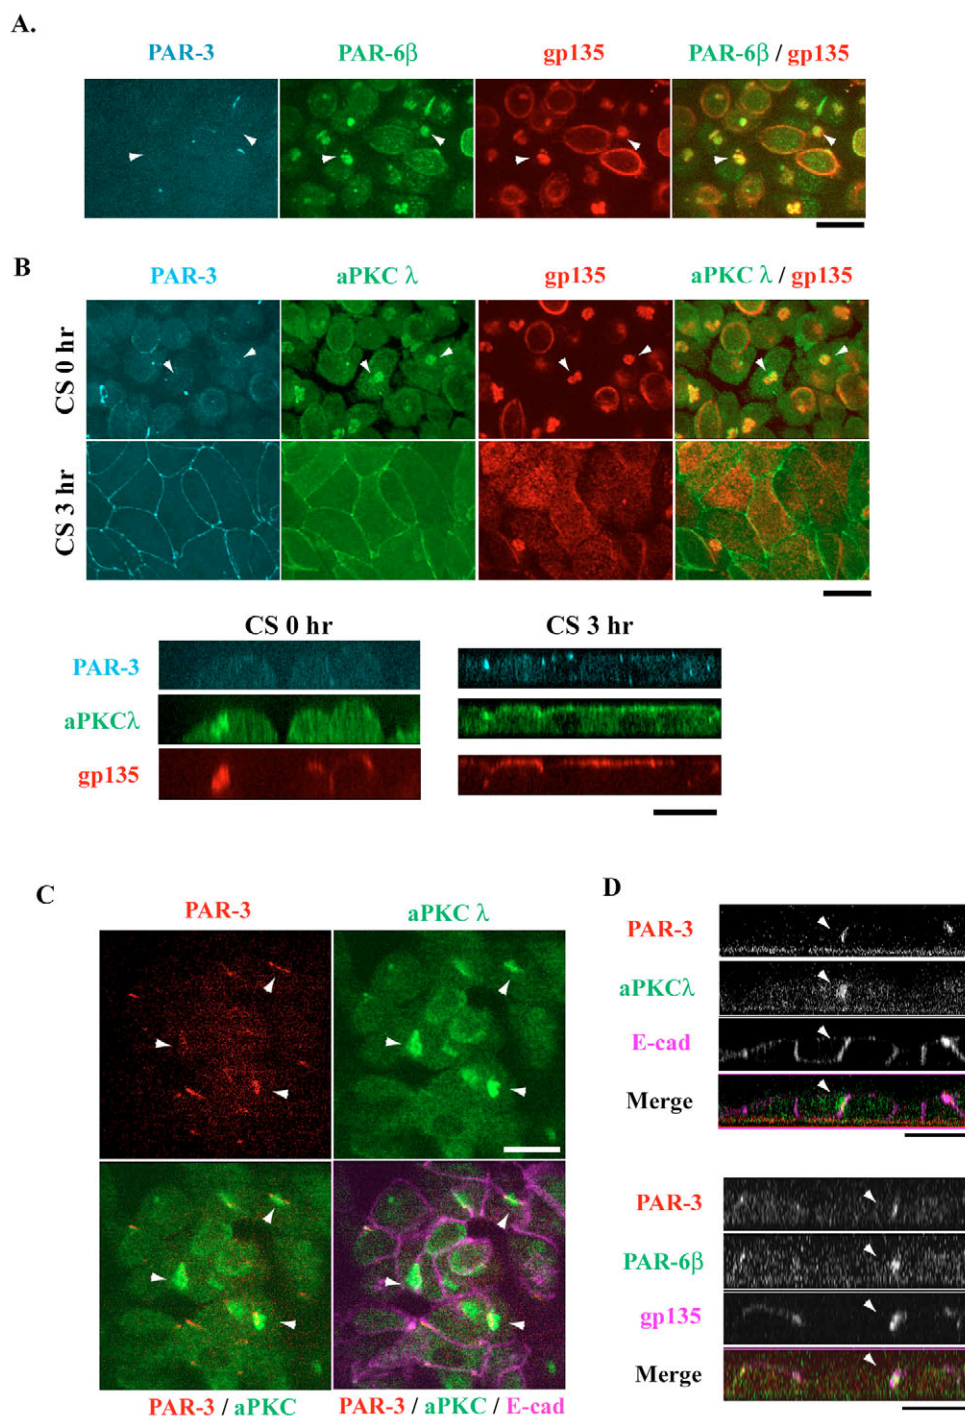 A.
PAR-3 PAR-6β gp135 PAR-6β / gp135
B
PAR-3 aPKC λ gp135 aPKC λ / gp135
CS 0 hr
CS 3 hr
CS 0 hr CS 3 hr
PAR-3
aPKCλ
gp135
C
PAR-3 aPKC λ
PAR-3 / aPKC PAR-3 / aPKC / E-cad
D
PAR-3
aPKCλ
E-cad
Merge
PAR-3
PAR-6β
gp135
Merge